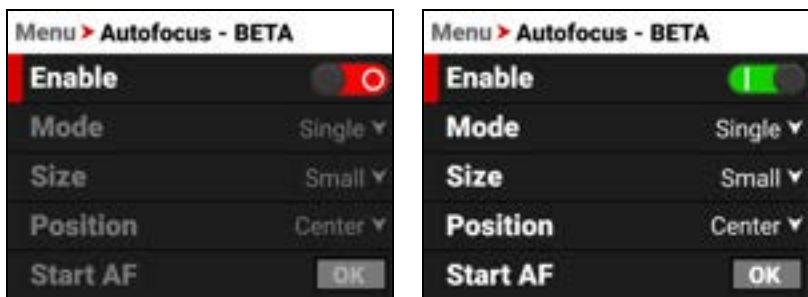 Menu > Autofocus - BETA
Enable
Mode Single
Size Small
Position Center
Start AF OK
Menu > Autofocus - BETA
Enable
Mode Single
Size Small
Position Center
Start AF OK